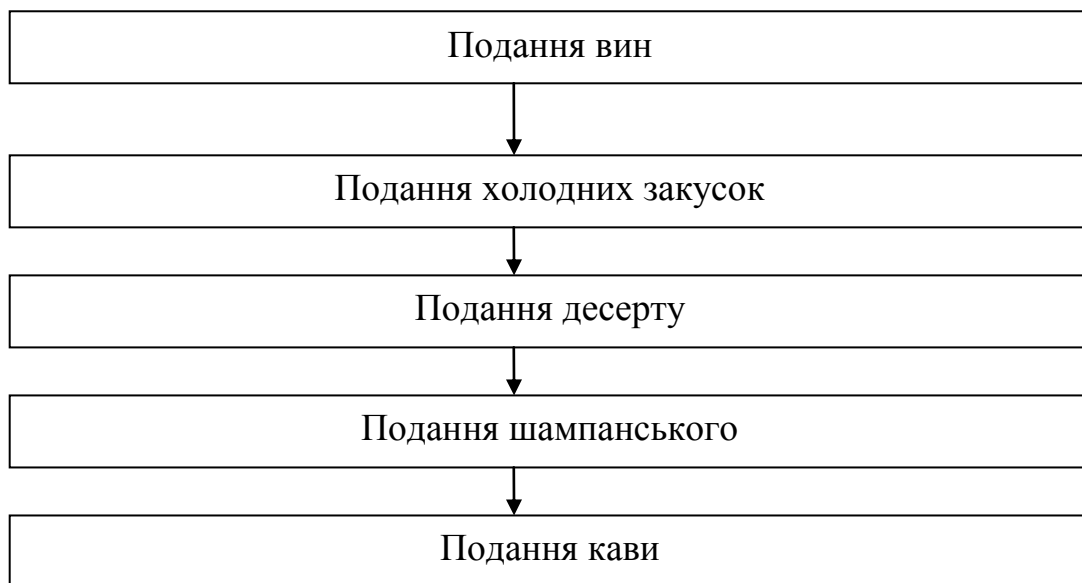 Подання вин
Подання холодних закусок
Подання десерту
Подання шампанського
Подання кави